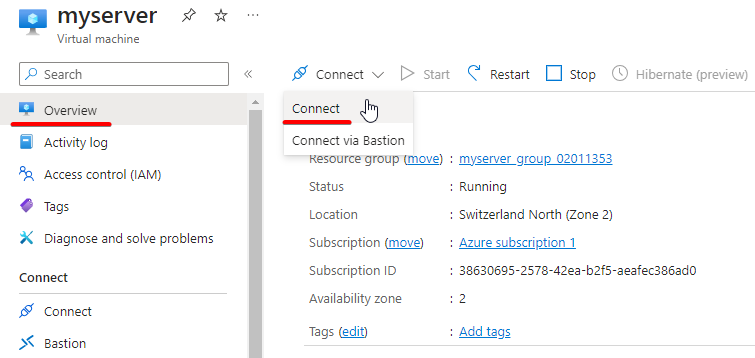 myserver
Virtual machine
Search
Overview
Activity log
Access control (IAM)
Tags
Diagnose and solve problems
Connect
Connect
Bastion
Connect Start Restart Stop Hibernate (preview)
Connect
Connect via Bastion
Resource group (move) : myserver_group_02011353
Status : Running
Location : Switzerland North (Zone 2)
Subscription (move) : Azure subscription 1
Subscription ID : 38630695-2578-42ea-b2f5-aeafec386ad0
Availability zone : 2
Tags (edit) : Add tags